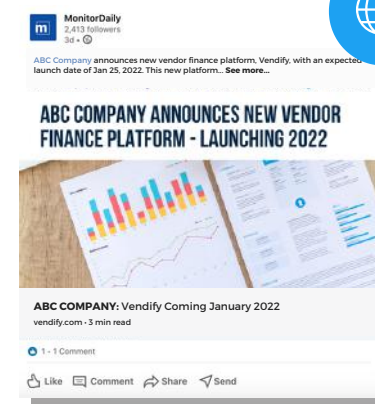 m
MonitorDaily
2,413 followers
3d •
ABC Company announces new vendor finance platform, Vendify, with an expected
launch date of Jan 25, 2022. This new platform... See more...
ABC COMPANY ANNOUNCES NEW VENDOR
FINANCE PLATFORM - LAUNCHING 2022
ABC COMPANY: Vendify Coming January 2022
vendify.com • 3 min read
1 - 1 Comment
Like Comment Share Send